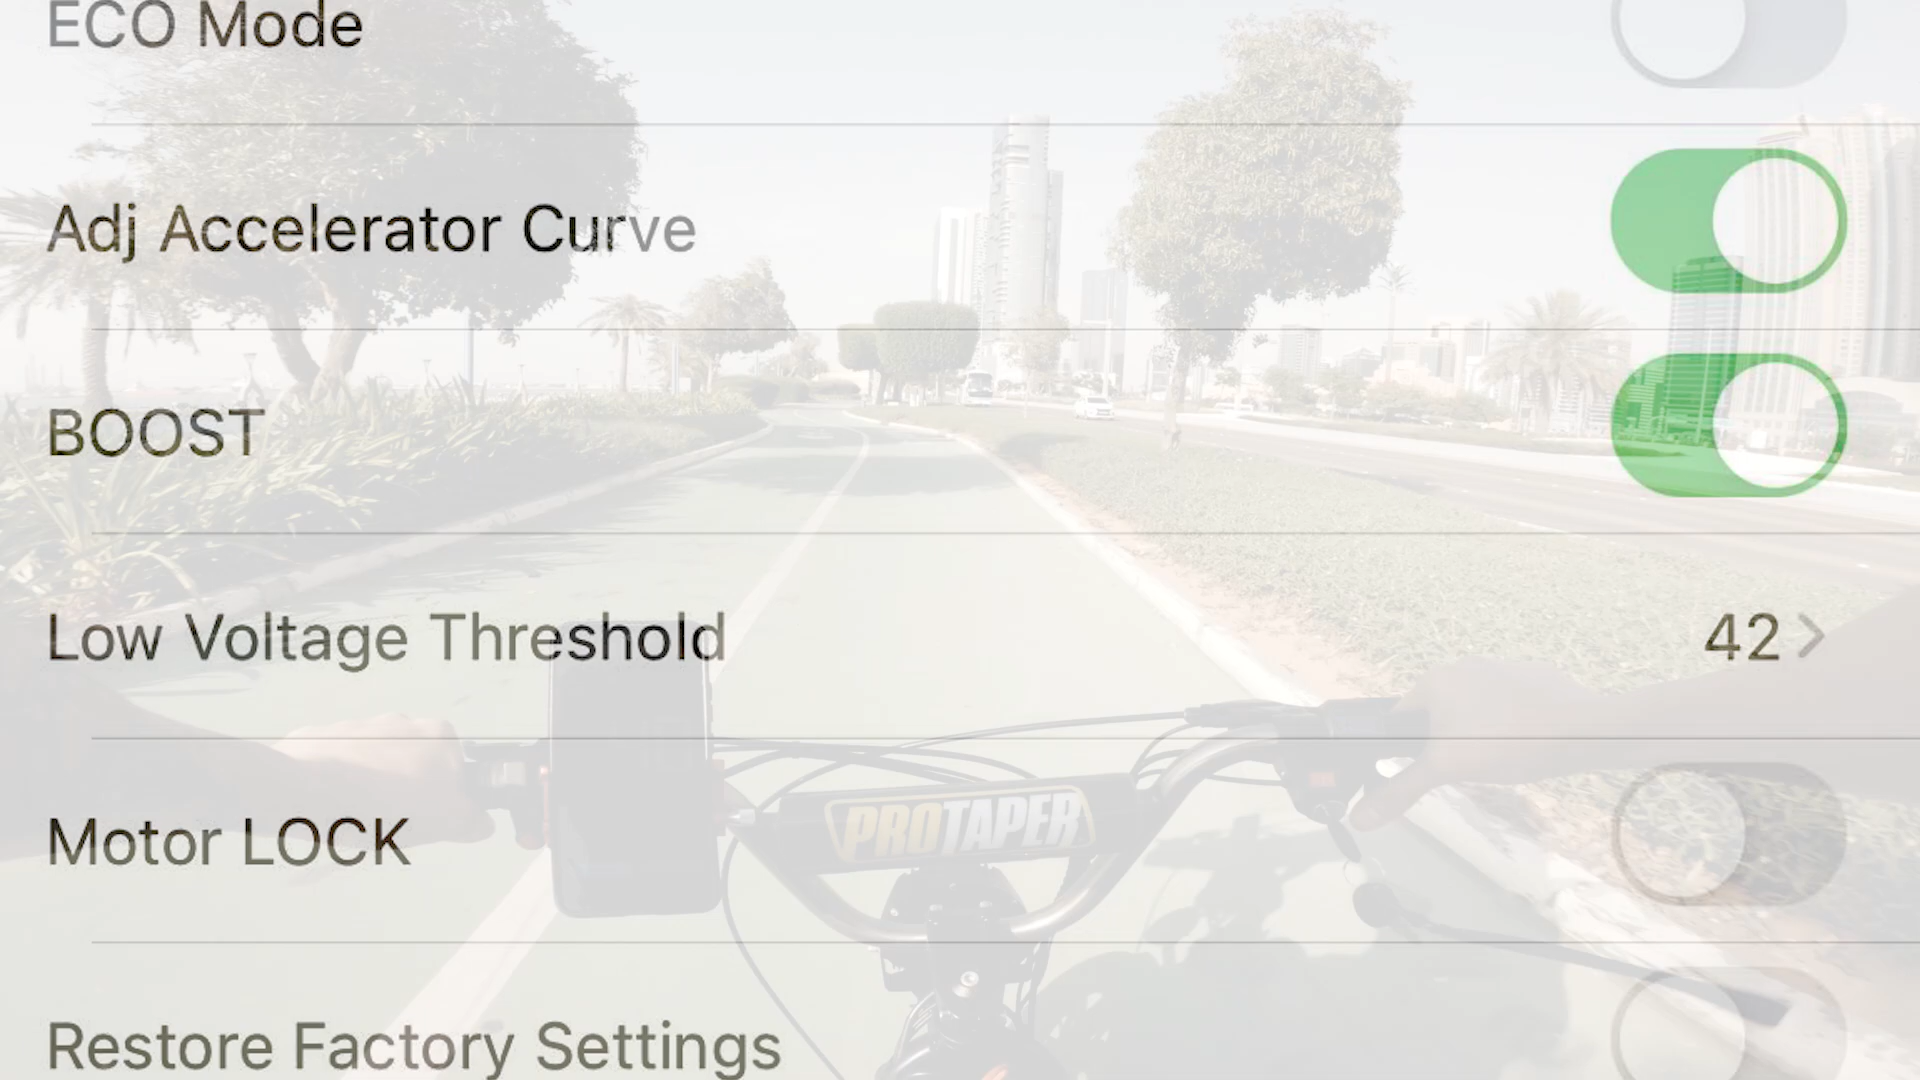 ECO Mode
Adj Accelerator Curve
BOOST
Low Voltage Threshold 42
Motor LOCK
PROTAPER
Restore Factory Settings